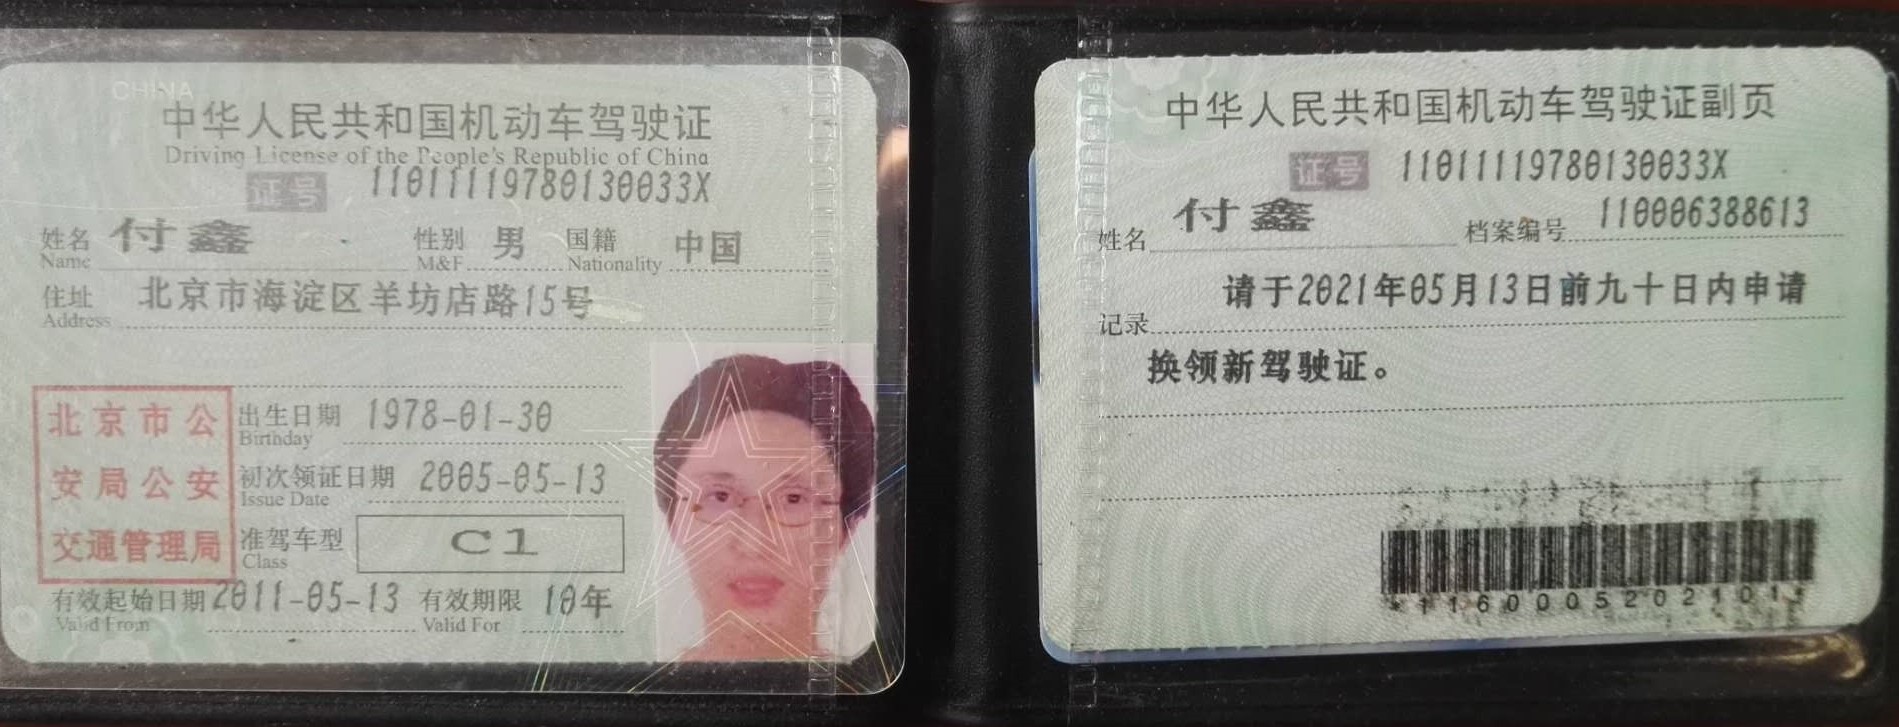 CHINA
中华人民共和国机动车驾驶证
Driving License of the People's Republic of China
证号 11011119780130033X
姓名 付鑫 性别 男 国籍 中国
Name M&F Nationality
住址 北京市海淀区羊坊店路15号
Address
北京市公
安局公安
交通管理局
出生日期 1978-01-30
Birthday
初次领证日期 2005-05-13
Issue Date
准驾车型 C1
Class
有效起始日期 2011-05-13 有效期限 10年
Valid From Valid For
中华人民共和国机动车驾驶证副页
证号 11011119780130033X
姓名 付鑫 档案编号 110006388613
记录 请于2021年05月13日前九十日内申请
换领新驾驶证。
*1160005202101*